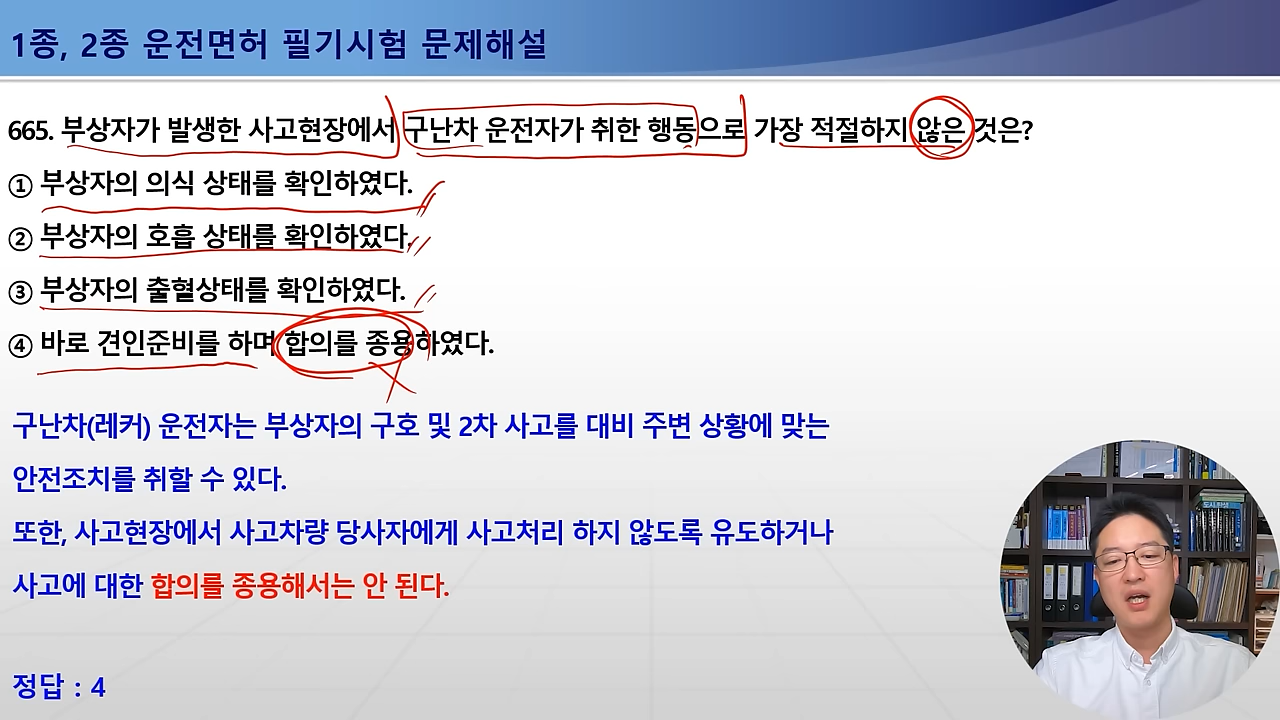 1종, 2종 운전면허 필기시험 문제해설
665. 부상자가 발생한 사고현장에서 구난차 운전자가 취한 행동으로 가장 적절하지 않은 것은?
① 부상자의 의식 상태를 확인하였다.
② 부상자의 호흡 상태를 확인하였다.
③ 부상자의 출혈상태를 확인하였다.
④ 바로 견인준비를 하며 합의를 종용하였다.
구난차(레커) 운전자는 부상자의 구호 및 2차 사고를 대비 주변 상황에 맞는
안전조치를 취할 수 있다.
또한, 사고현장에서 사고차량 당사자에게 사고처리 하지 않도록 유도하거나
사고에 대한 합의를 종용해서는 안 된다.
정답 : 4